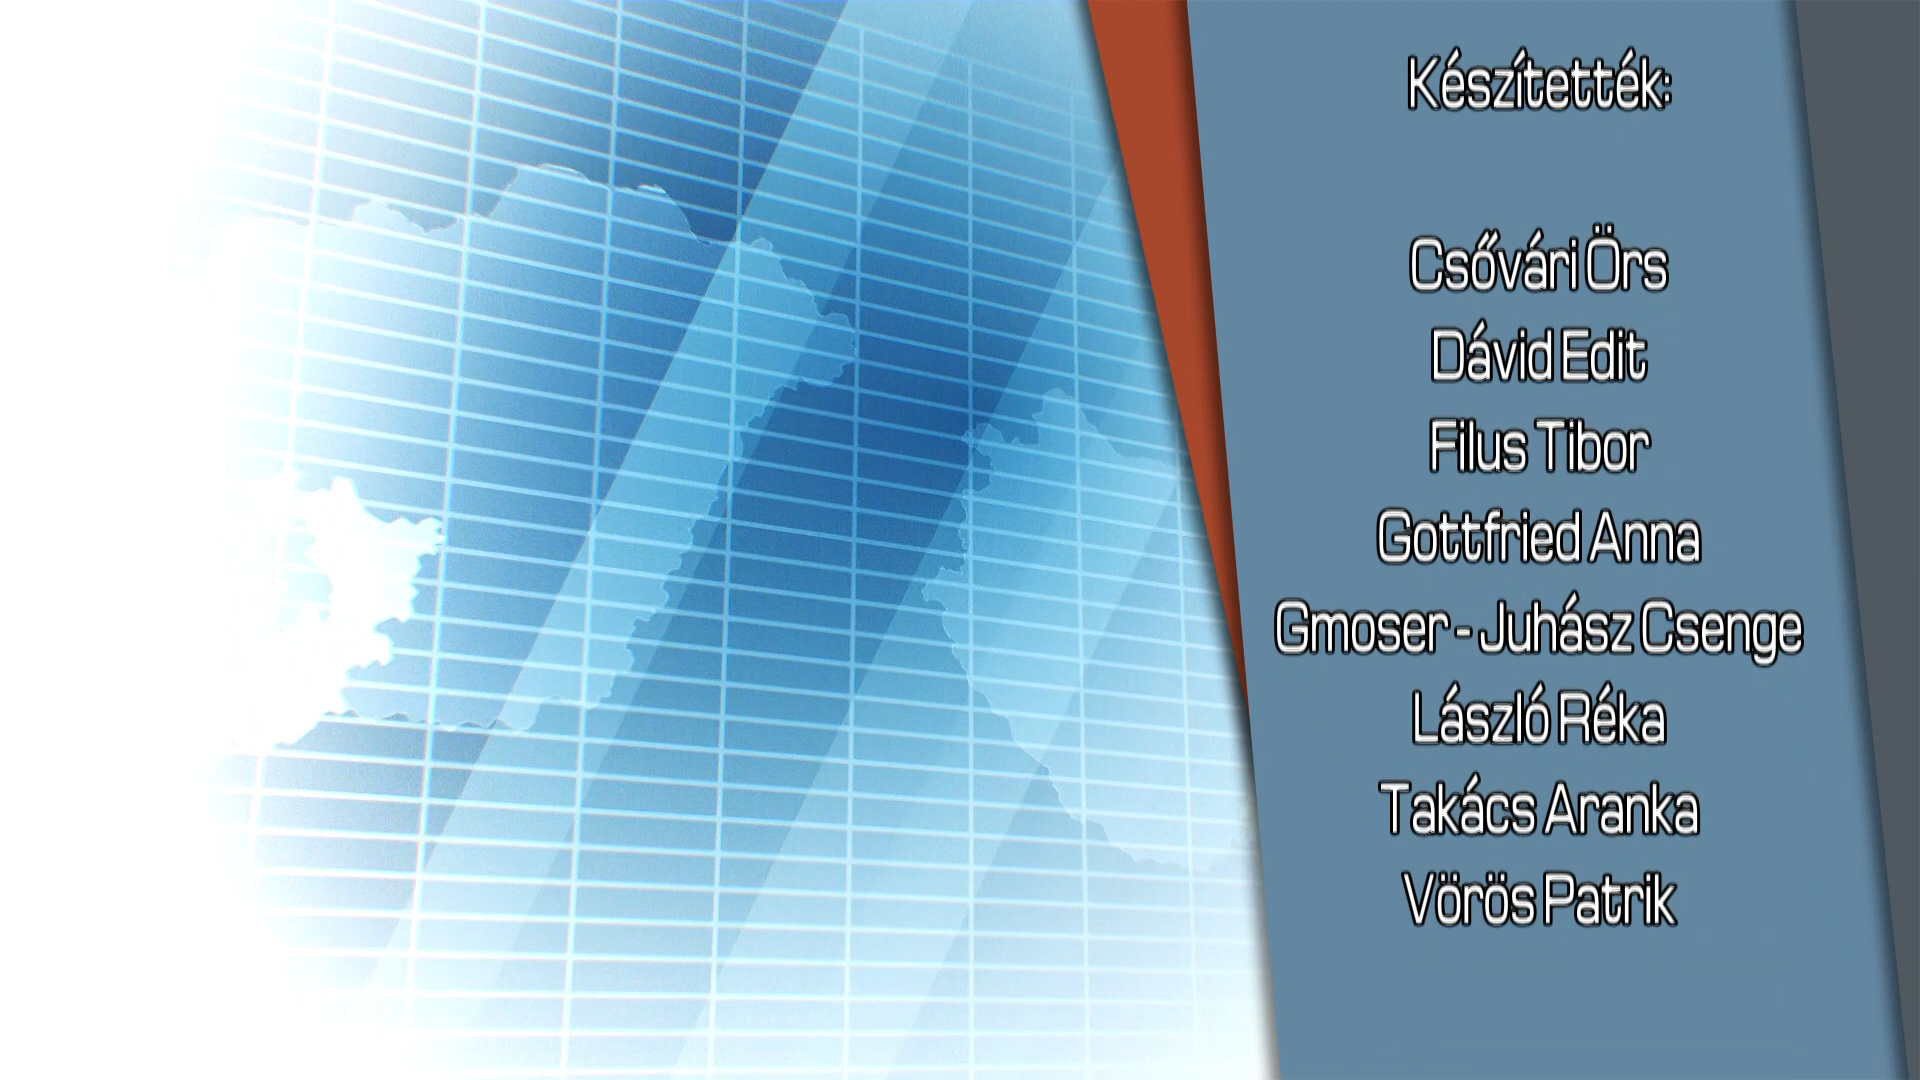 Készítették:
Csővári Örs
Dávid Edit
Filus Tibor
Gottfried Anna
Gmoser - Juhász Csenge
László Réka
Takács Aranka
Vörös Patrik